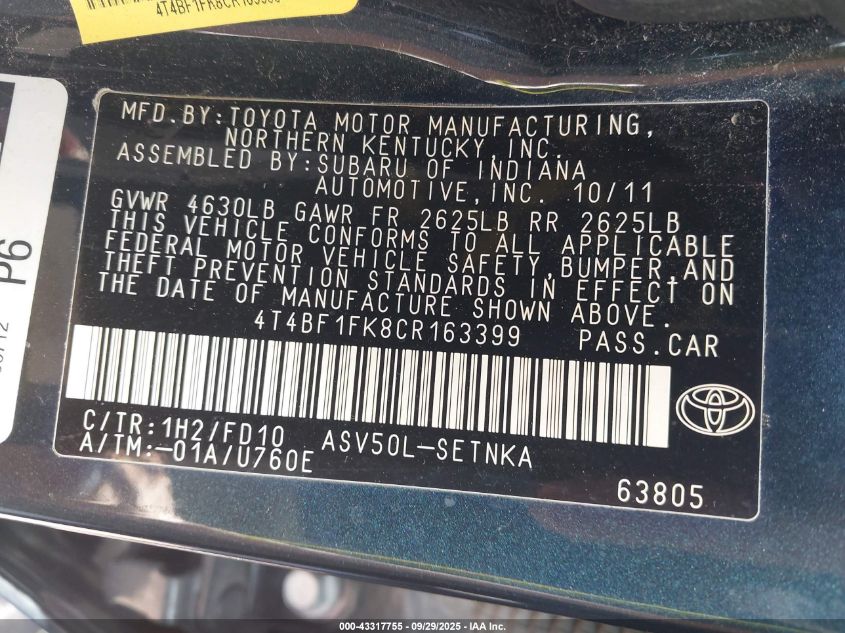 4T4BF1FK8CR163399
P6
MFD.BY:TOYOTA MOTOR MANUFACTURING,
NORTHERN KENTUCKY,INC.
ASSEMBLED BY:SUBARU OF INDIANA
AUTOMOTIVE,INC. 10/11
GVWR 4630LB GAWR FR 2625LB RR 2625LB
THIS VEHICLE CONFORMS TO ALL APPLICABLE
FEDERAL MOTOR VEHICLE SAFETY,BUMPER,AND
THEFT PREVENTION STANDARDS IN EFFECT ON
THE DATE OF MANUFACTURE SHOWN ABOVE.
4T4BF1FK8CR163399 PASS.CAR
C/TR:1H2/FD10 ASV50L-SETNKA
A/TM:-01A/U760E
63805
000-43317755 - 09/29/2025 - IAA, Inc.